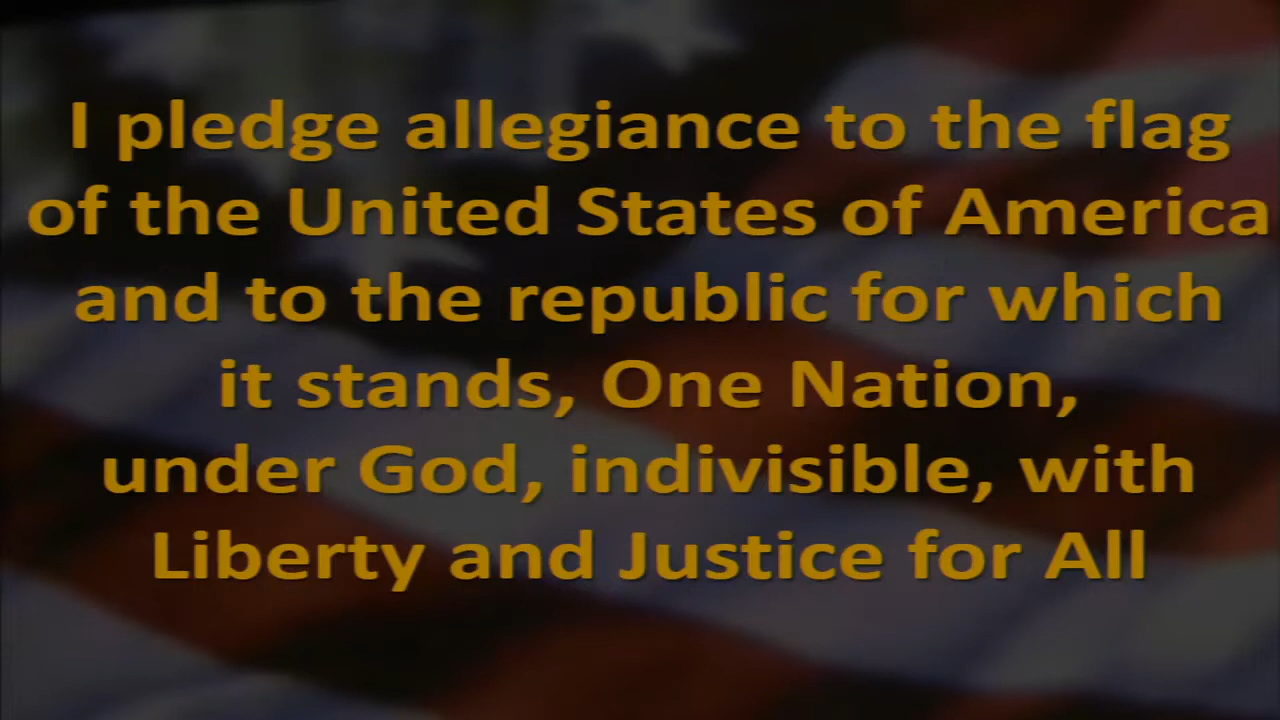 I pledge allegiance to the flag
of the United States of America
and to the republic for which
it stands, One Nation,
under God, indivisible, with
Liberty and Justice for All